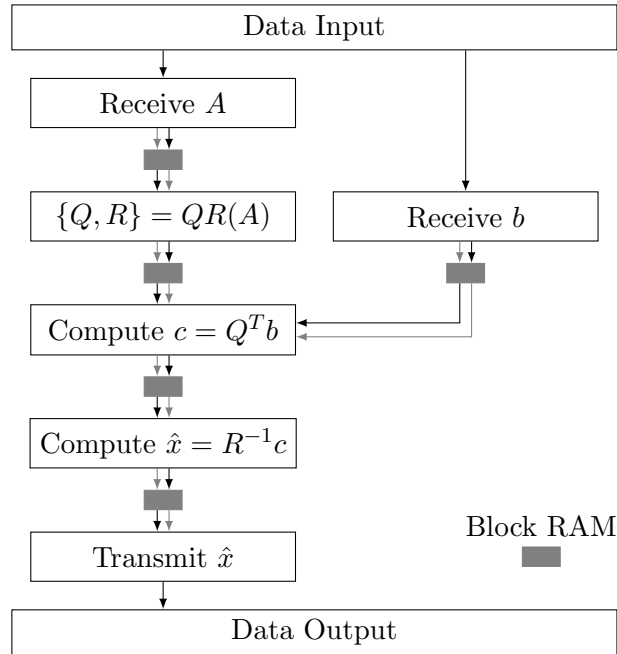 Data Input
Receive A
{Q, R} = QR(A)
Receive b
Compute c = Q^T b
Compute x̂ = R^{-1} c
Block RAM
Transmit x̂
Data Output